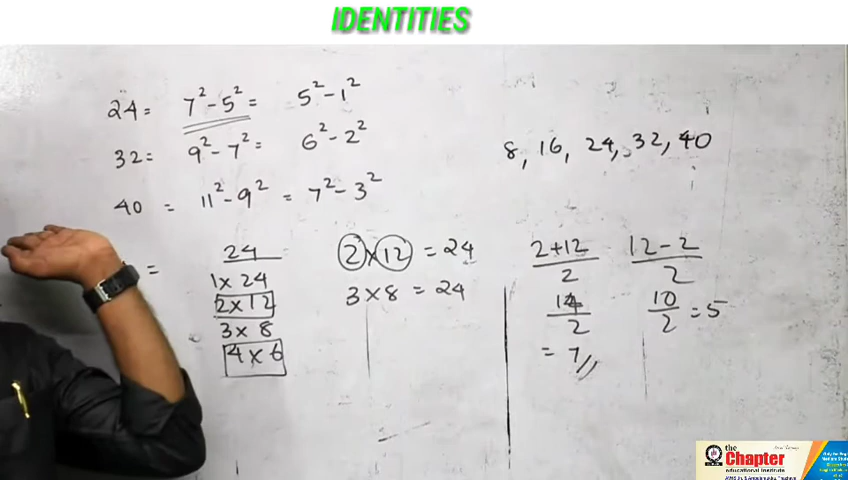 IDENTITIES
24 = 7² - 5² = 5² - 1²
32 = 9² - 7² = 6² - 2²
40 = 11² - 9² = 7² - 3²
8, 16, 24, 32, 40
=
24
1 x 24
2 x 12
3 x 8
4 x 6
2 x 12 = 24
3 x 8 = 24
2+12/2
14/2
= 7//
12-2/2
10/2 = 5
the
Chapter
educational institute